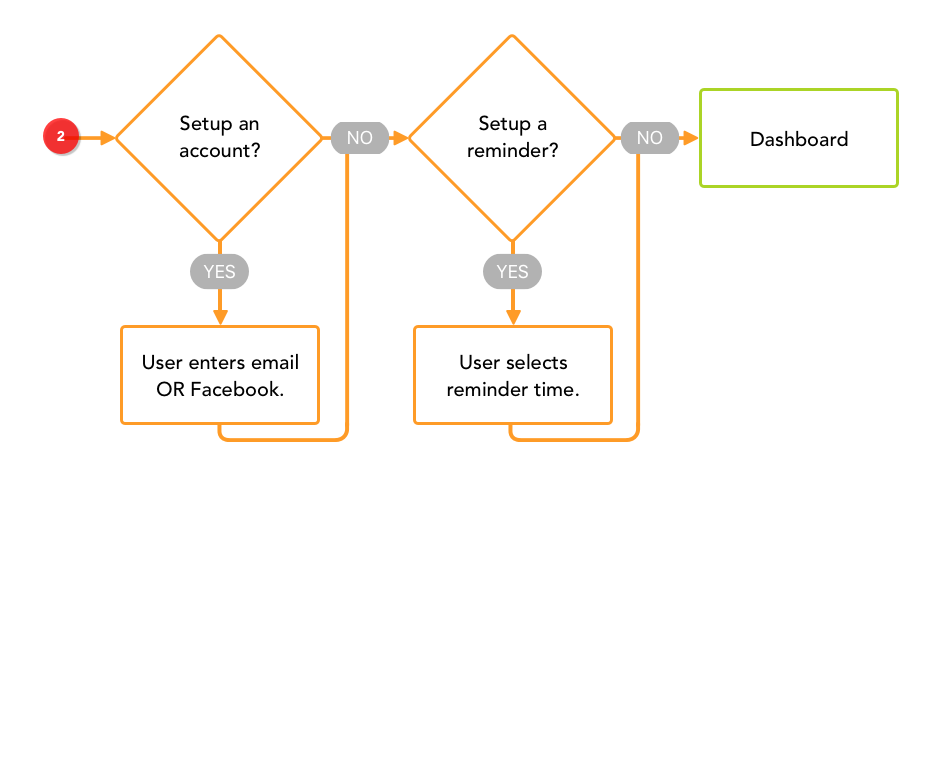 2
Setup an
account?
NO
Setup a
reminder?
NO
Dashboard
YES
YES
User enters email
OR Facebook.
User selects
reminder time.